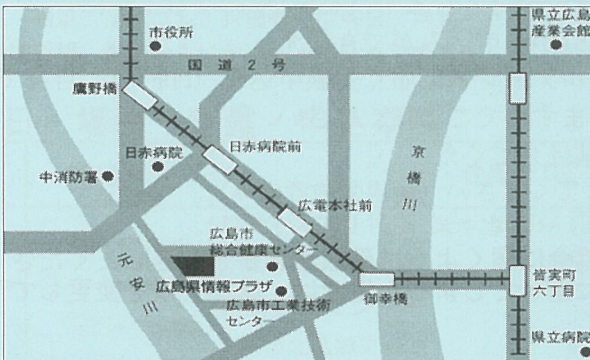 市役所
県立広島
産業会館
国道2号
鷹野橋
日赤病院前
日赤病院
中消防署
京橋川
広電本社前
広島市
総合健康センター
元安川
広島県情報プラザ
広島市工業技術
センター
御幸橋
皆実町
六丁目
県立病院